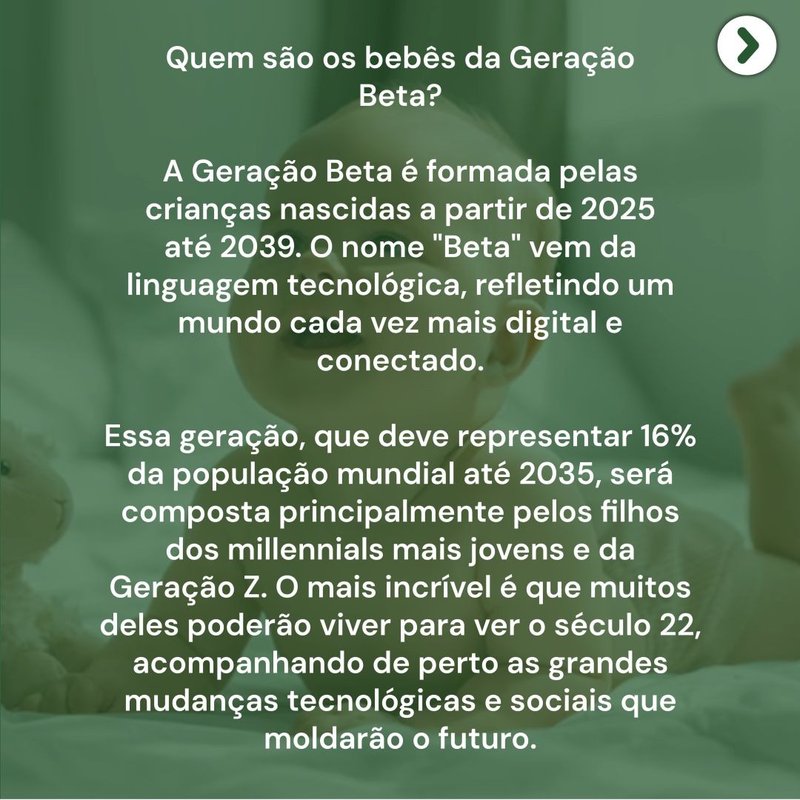 Quem são os bebês da Geração
Beta?
A Geração Beta é formada pelas
crianças nascidas a partir de 2025
até 2039. O nome "Beta" vem da
linguagem tecnológica, refletindo um
mundo cada vez mais digital e
conectado.
Essa geração, que deve representar 16%
da população mundial até 2035, será
composta principalmente pelos filhos
dos millennials mais jovens e da
Geração Z. O mais incrível é que muitos
deles poderão viver para ver o século 22,
acompanhando de perto as grandes
mudanças tecnológicas e sociais que
moldarão o futuro.